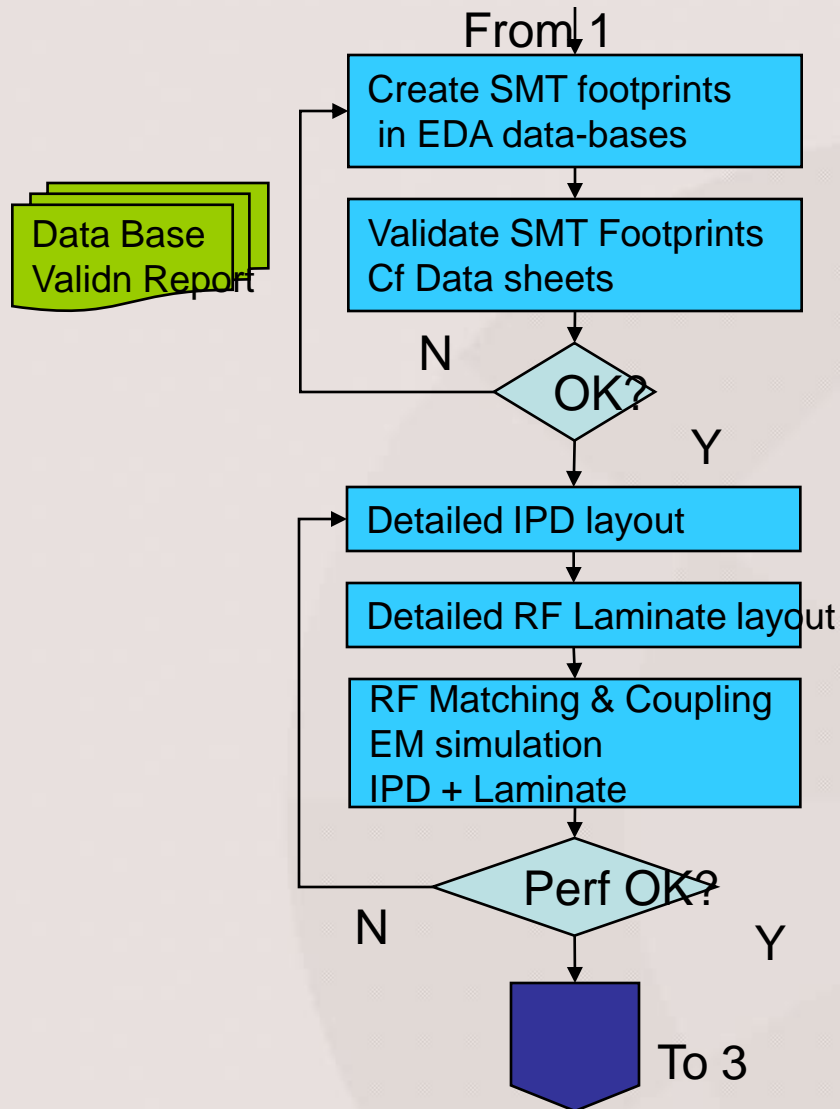 From 1
Create SMT footprints
in EDA data-bases
Data Base
Validn Report
Validate SMT Footprints
Cf Data sheets
N
OK?
Y
Detailed IPD layout
Detailed RF Laminate layout
RF Matching & Coupling
EM simulation
IPD + Laminate
Perf OK?
N
Y
To 3